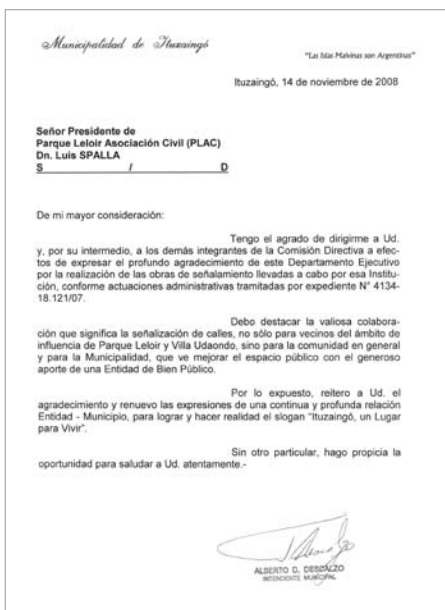 Municipalidad de Ituzaingó
"Las Islas Malvinas son Argentinas"
Ituzaingó, 14 de noviembre de 2008
Señor Presidente de
Parque Leloir Asociación Civil (PLAC)
Dn. Luis SPALLA
S / D
De mi mayor consideración:
Tengo el agrado de dirigirme a Ud.
y, por su intermedio, a los demás integrantes de la Comisión Directiva a efec-
tos de expresar el profundo agradecimiento de este Departamento Ejecutivo
por la realización de las obras de señalamiento llevadas a cabo por esa Institu-
ción, conforme actuaciones administrativas tramitadas por expediente N° 4134-
18.121/07.
Debo destacar la valiosa colabora-
ción que significa la señalización de calles, no sólo para vecinos del ámbito de
influencia de Parque Leloir y Villa Udaondo, sino para la comunidad en general
y para la Municipalidad, que ve mejorar el espacio público con el generoso
aporte de una Entidad de Bien Público.
Por lo expuesto, reitero a Ud. el
agradecimiento y renuevo las expresiones de una continua y profunda relación
Entidad - Municipio, para lograr y hacer realidad el slogan "Ituzaingó, un Lugar
para Vivir".
Sin otro particular, hago propicia la
oportunidad para saludar a Ud. atentamente.-
ALBERTO D. DESCALZO
INTENDENTE MUNICIPAL